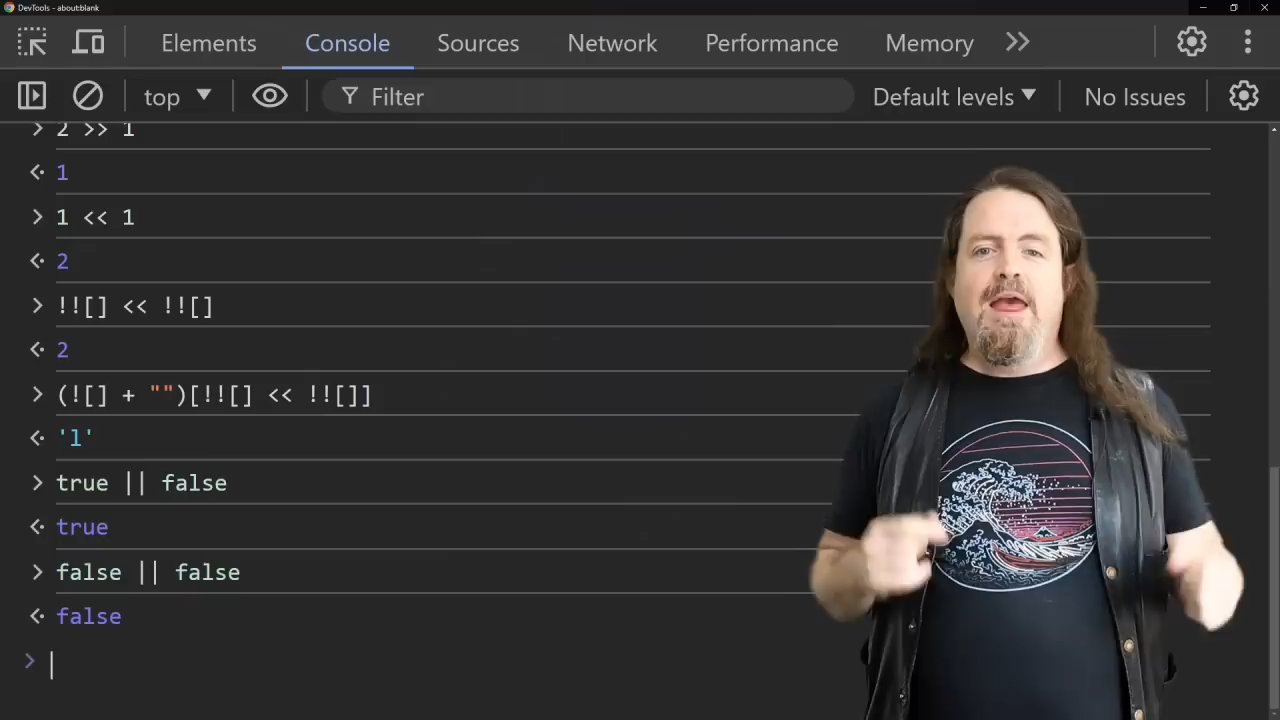 DevTools - about:blank
Elements Console Sources Network Performance Memory
top Filter Default levels No Issues
> 2 >> 1
1
> 1 << 1
2
> !![] << !![]
2
> (![] + "")[!![] << !![]]
'l'
> true || false
true
> false || false
false
>